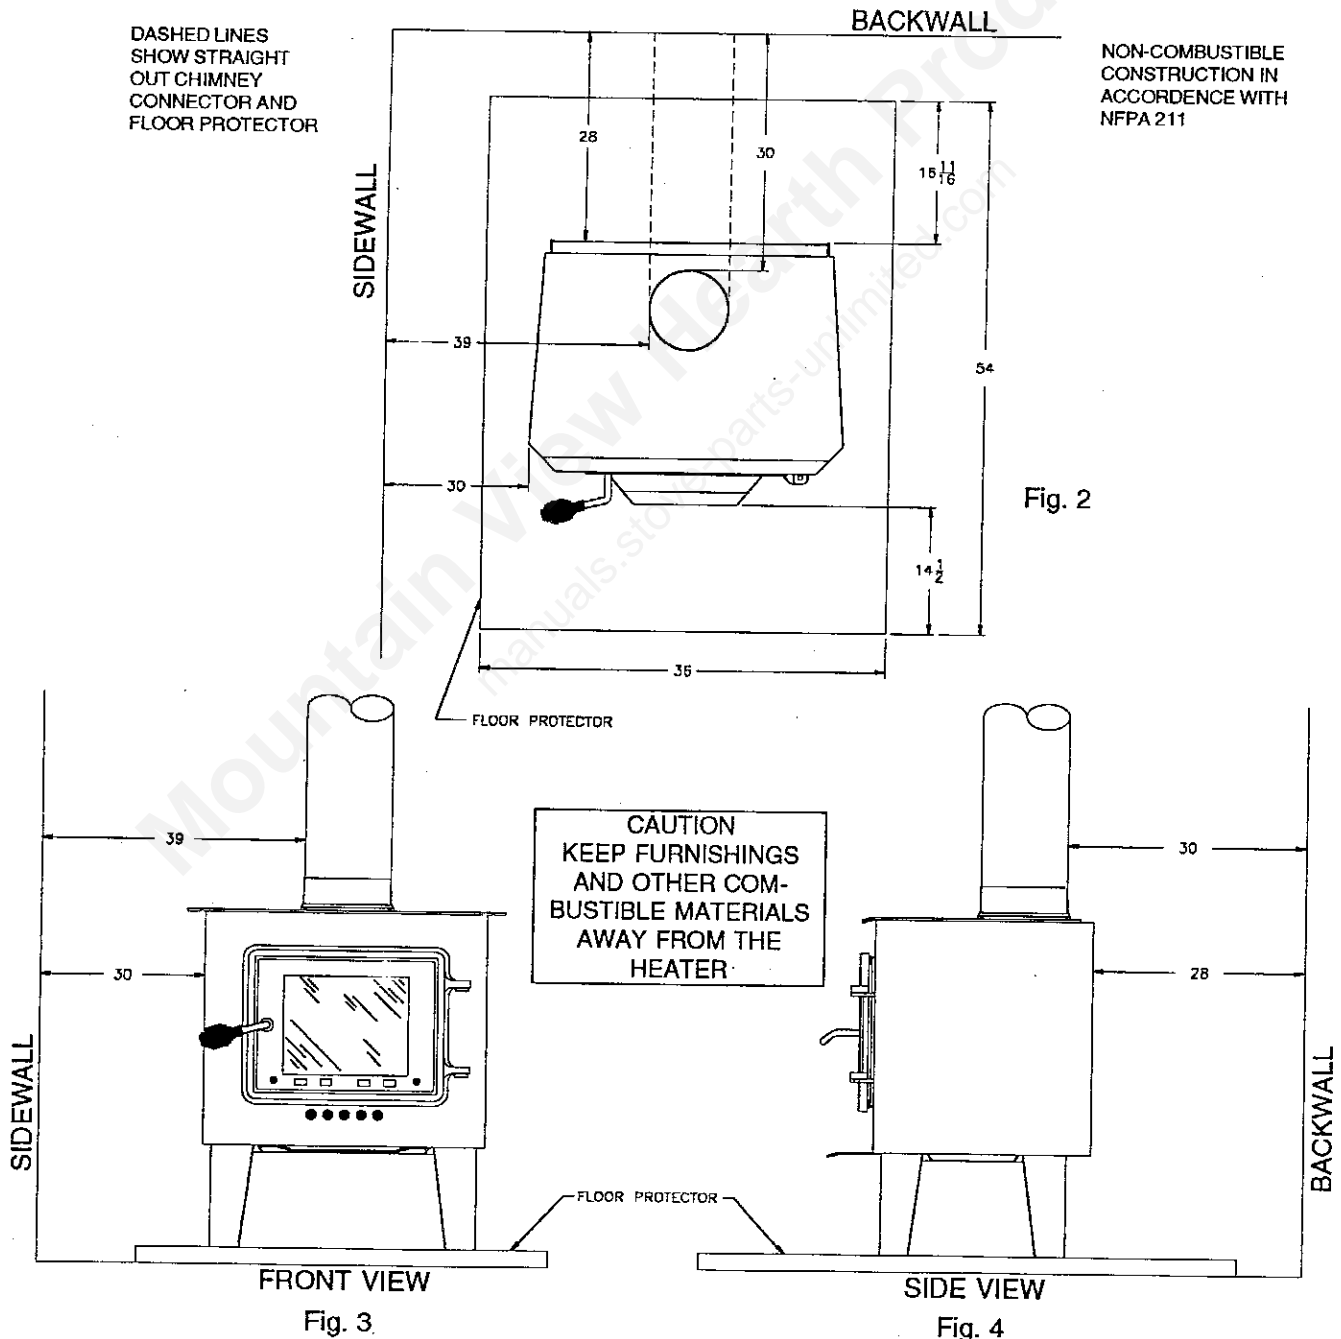 BACKWALL
DASHED LINES
SHOW STRAIGHT
OUT CHIMNEY
CONNECTOR AND
FLOOR PROTECTOR
NON-COMBUSTIBLE
CONSTRUCTION IN
ACCORDENCE WITH
NFPA 211
SIDEWALL
28
30
15 11/16
39
54
30
14 1/2
Fig. 2
36
FLOOR PROTECTOR
39
30
SIDEWALL
CAUTION
KEEP FURNISHINGS
AND OTHER COM-
BUSTIBLE MATERIALS
AWAY FROM THE
HEATER
30
28
BACKWALL
FLOOR PROTECTOR
FRONT VIEW
Fig. 3
SIDE VIEW
Fig. 4
Mountain View Hearth Prod
manuals.stove-parts-unlimited.com